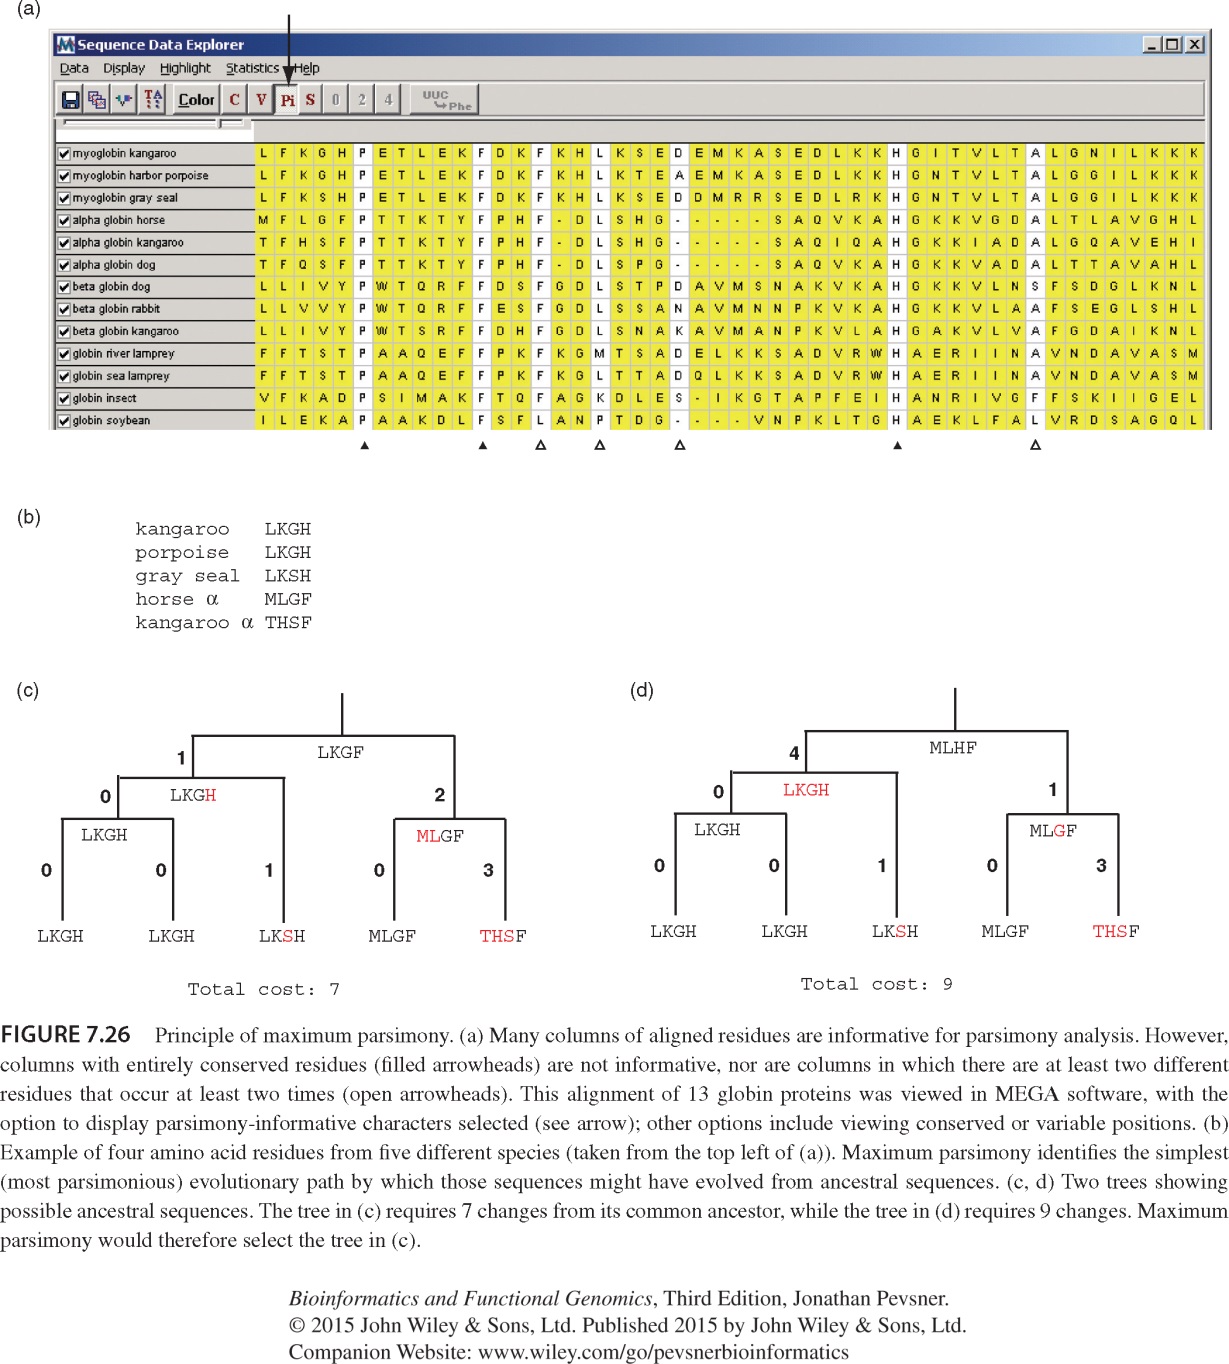 (a)
Sequence Data Explorer
Data Display Highlight Statistics Help
Color C V Pi S 0 2 4 UUC Phe
TA
myoglobin kangaroo L F K G H P E T L E K F D K F K H L K S E D E M K A S E D L K K H G I T V L T A L G N I L K K K
myoglobin harbor porpoise L F K G H P E T L E K F D K F K H L K T E A E M K A S E D L K K H G N T V L T A L G G I L K K K
myoglobin gray seal L F K S H P E T L E K F D K F K H L K S E D D M R R S E D L R K H G N T V L T A L G G I L K K K
alpha globin horse M F L G F P T T K T Y F P H F - D L S H G - - - - - S A Q V K A H G K K V G D A L T L A V G H L
alpha globin kangaroo T F H S F P T T K T Y F P H F - D L S H G - - - - - S A Q I Q A H G K K I A D A L G Q A V E H I
alpha globin dog T F Q S F P T T K T Y F P H F - D L S P G - - - - - S A Q V K A H G K K V A D A L T T A V A H L
beta globin dog L L I V Y P W T Q R F F D S F G D L S T P D A V M S N A K V K A H G K K V L N S F S D G L K N L
beta globin rabbit L L V V Y P W T Q R F F E S F G D L S S A N A V M N N P K V K A H G K K V L A A F S E G L S H L
beta globin kangaroo L L I V Y P W T S R F F D H F G D L S N A K A V M A N P K V L A H G A K V L V A F G D A I K N L
globin river lamprey F F T S T P A A Q E F F P K F K G M T S A D E L K K S A D V R W H A E R I I N A V N D A V A S M
globin sea lamprey F F T S T P A A Q E F F P K F K G L T T A D Q L K K S A D V R W H A E R I I N A V N D A V A S M
globin insect V F K A D P S I M A K F T Q F A G K D L E S - I K G T A P F E I H A N R I V G F F S K I I G E L
globin soybean I L E K A P A A K D L F S F L A N P T D G - - - - V N P K L T G H A E K L F A L V R D S A G Q L
(b)
kangaroo LKGH
porpoise LKGH
gray seal LKSH
horse α MLGF
kangaroo α THSF
(c)
LKGF
1
LKGH
0
2
LKGH
MLGF
0 0 1 0 3
LKGH LKGH LKSH MLGF THSF
Total cost: 7
(d)
MLHF
4
LKGH
0
1
LKGH
MLGF
0 0 1 0 3
LKGH LKGH LKSH MLGF THSF
Total cost: 9
FIGURE 7.26 Principle of maximum parsimony. (a) Many columns of aligned residues are informative for parsimony analysis. However,
columns with entirely conserved residues (filled arrowheads) are not informative, nor are columns in which there are at least two different
residues that occur at least two times (open arrowheads). This alignment of 13 globin proteins was viewed in MEGA software, with the
option to display parsimony-informative characters selected (see arrow); other options include viewing conserved or variable positions. (b)
Example of four amino acid residues from five different species (taken from the top left of (a)). Maximum parsimony identifies the simplest
(most parsimonious) evolutionary path by which those sequences might have evolved from ancestral sequences. (c, d) Two trees showing
possible ancestral sequences. The tree in (c) requires 7 changes from its common ancestor, while the tree in (d) requires 9 changes. Maximum
parsimony would therefore select the tree in (c).
Bioinformatics and Functional Genomics, Third Edition, Jonathan Pevsner.
© 2015 John Wiley & Sons, Ltd. Published 2015 by John Wiley & Sons, Ltd.
Companion Website: www.wiley.com/go/pevsnerbioinformatics